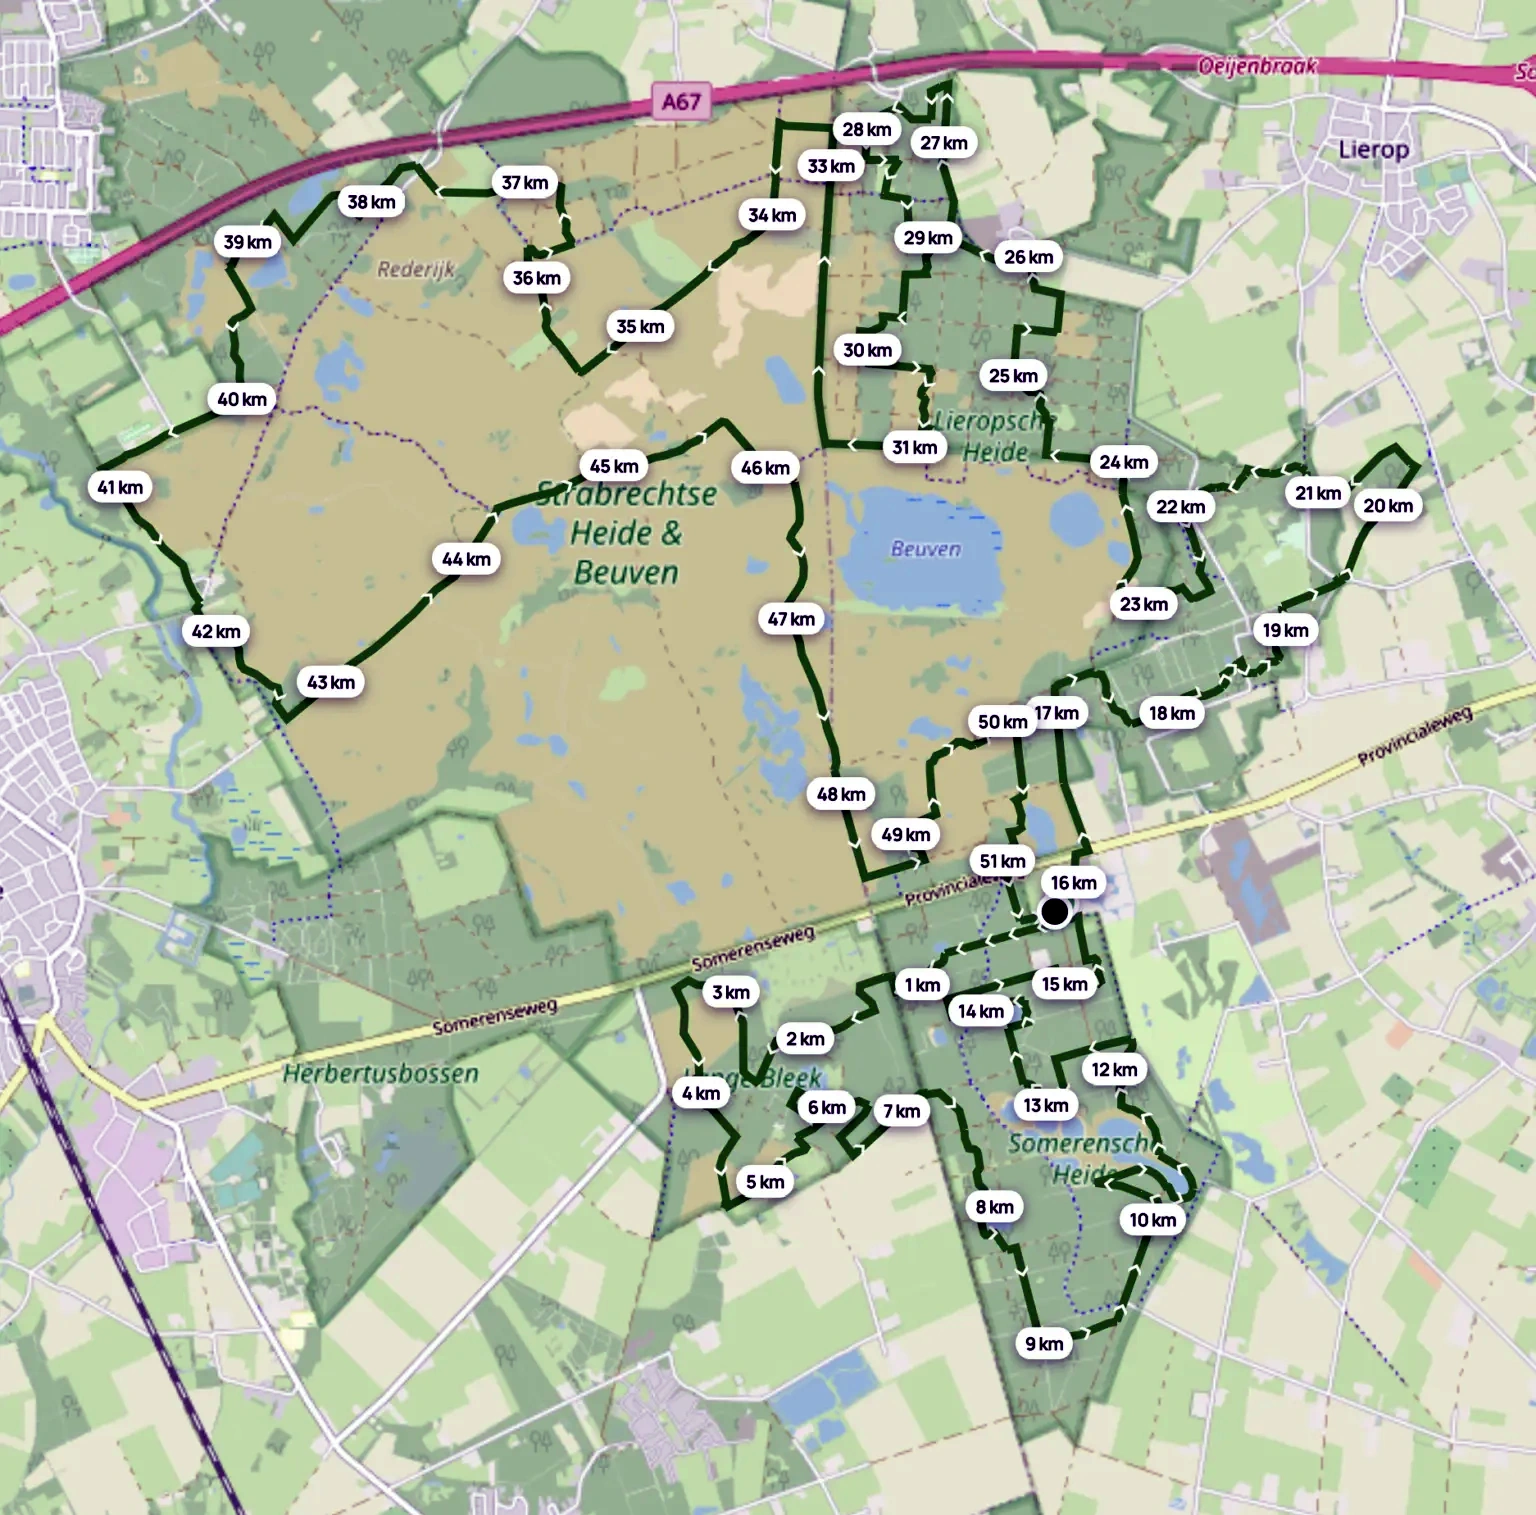 Oeijenbraak
So
A67
28 km
27 km
Lierop
33 km
37 km
38 km
34 km
39 km
29 km
26 km
Rederijk
36 km
35 km
30 km
25 km
40 km
Lieropsche
Heide
31 km
24 km
45 km
46 km
41 km
21 km
22 km
20 km
Strabrechtse
Heide &
Beuven
Beuven
44 km
23 km
47 km
42 km
19 km
43 km
50 km
17 km
18 km
Provincialeweg
48 km
49 km
51 km
16 km
Provinciale
Somerenseweg
1 km
15 km
3 km
14 km
2 km
Somerenseweg
Herbertusbossen
Lange Bleek
4 km
12 km
6 km
7 km
13 km
Somerensche
Heide
5 km
8 km
10 km
9 km